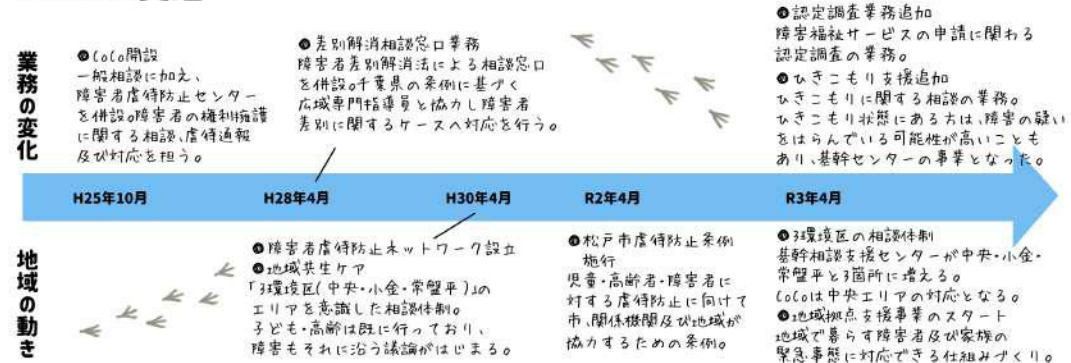 業務の変化
●CoCo開設
一般相談に加え、
障害者虐待防止センター
を併設。障害者の権利擁護
に関する相談、虐待通報
及び対応を担う。
●差別解消相談窓口業務
障害者差別解消法による相談窓口
を併設。千葉県の条例に基づく
広域専門指導員と協力し障害者
差別に関するケースへ対応を行う。
●認定調査業務追加
障害福祉サービスの申請に関わる
認定調査の業務。
●ひきこもり支援追加
ひきこもりに関する相談の業務。
ひきこもり状態にある方は、障害の疑い
をはらんでいる可能性が高いことも
あり、基幹センターの事業となった。
H25年10月
H28年4月
H30年4月
R2年4月
R3年4月
地域の動き
●障害者虐待防止ネットワーク設立
●地域共生ケア
「3環境区(中央・小金・常盤平)」の
エリアを意識した相談体制。
子ども・高齢は既に行っており、
障害もそれに沿う議論がはじまる。
●松戸市虐待防止条例
施行
児童・高齢者・障害者に
対する虐待防止に向けて
市、関係機関及び地域が
協力するための条例。
●3環境区の相談体制
基幹相談支援センターが中央・小金・
常盤平と3箇所に増える。
CoCoは中央エリアの対応となる。
●地域拠点支援事業のスタート
地域で暮らす障害者及び家族の
緊急事態に対応できる仕組みづくり。